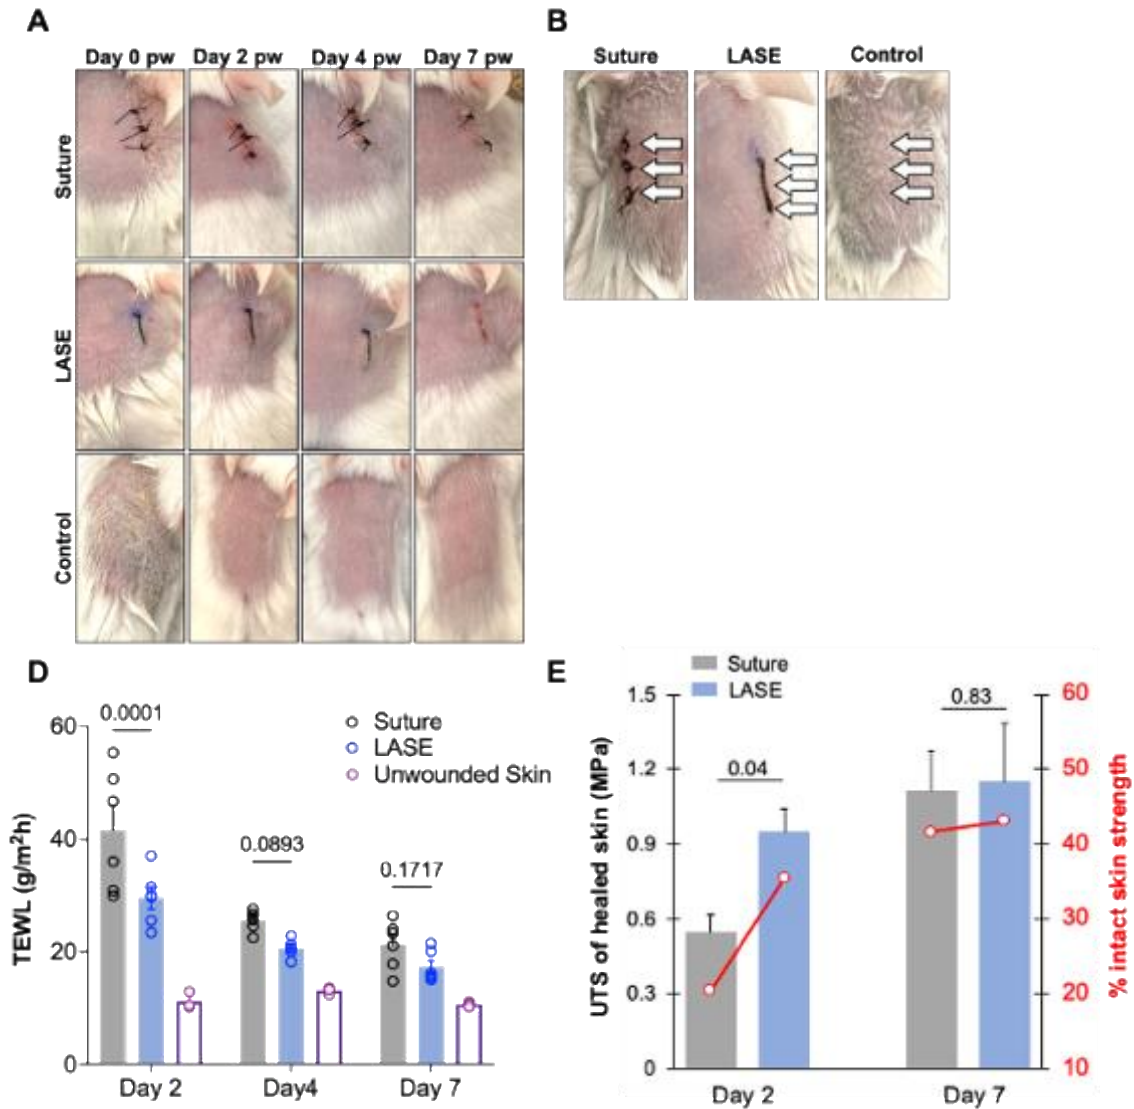 A
Day 0 pw Day 2 pw Day 4 pw Day 7 pw
Suture
LASE
Control
B
Suture LASE Control
D
TEWL (g/m²h)
60
40
20
0
0.0001
0.0893
0.1717
Suture
LASE
Unwounded Skin
Day 2 Day4 Day 7
E
Suture
LASE
UTS of healed skin (MPa)
1.5
1.2
0.9
0.6
0.3
0
0.04
0.83
60
50
40
30
20
10
% intact skin strength
Day 2 Day 7